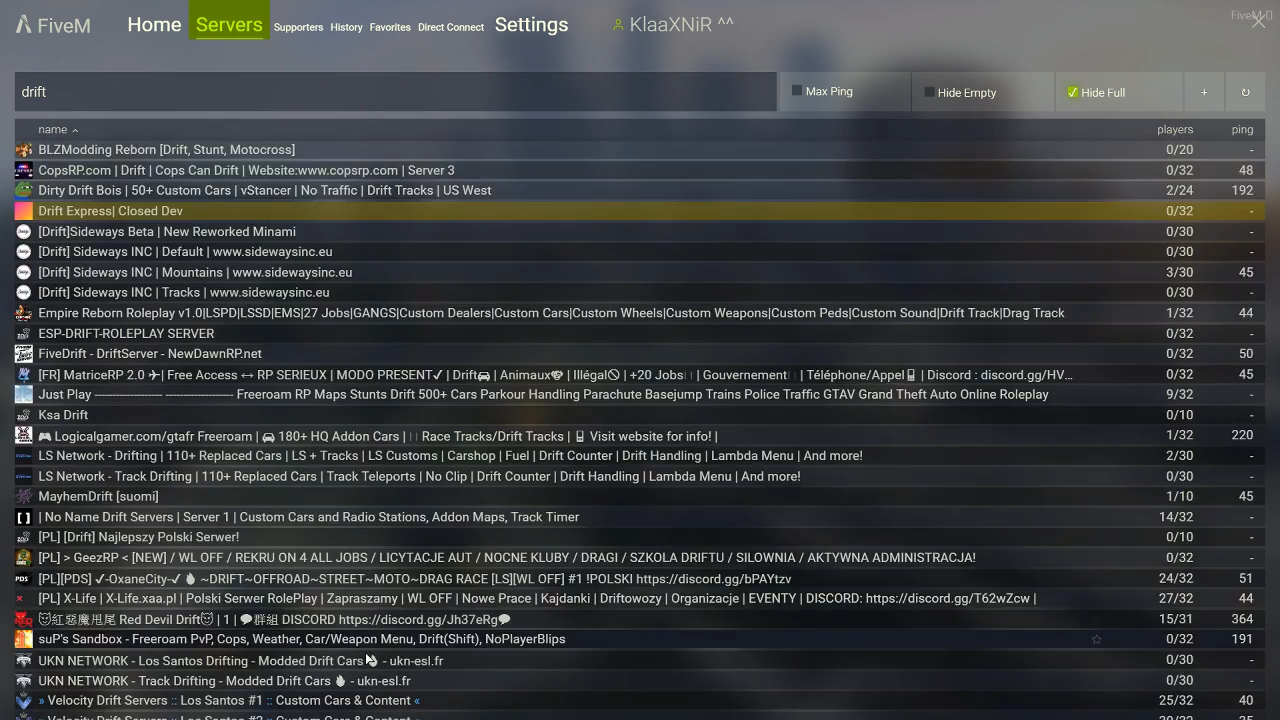 FiveM Home Servers Supporters History Favorites Direct Connect Settings KlaaXNiR ^^ FiveM
drift Max Ping Hide Empty Hide Full + ↻
name players ping
BLZModding Reborn [Drift, Stunt, Motocross] 0/20 -
CopsRP.com | Drift | Cops Can Drift | Website:www.copsrp.com | Server 3 0/32 48
Dirty Drift Bois | 50+ Custom Cars | vStancer | No Traffic | Drift Tracks | US West 2/24 192
Drift Express| Closed Dev 0/32 -
[Drift]Sideways Beta | New Reworked Minami 0/30 -
[Drift] Sideways INC | Default | www.sidewaysinc.eu 0/30 -
[Drift] Sideways INC | Mountains | www.sidewaysinc.eu 3/30 45
[Drift] Sideways INC | Tracks | www.sidewaysinc.eu 0/30 -
Empire Reborn Roleplay v1.0|LSPD|LSSD|EMS|27 Jobs|GANGS|Custom Dealers|Custom Cars|Custom Wheels|Custom Weapons|Custom Peds|Custom Sound|Drift Track|Drag Track 1/32 44
ESP-DRIFT-ROLEPLAY SERVER 0/32 -
FiveDrift - DriftServer - NewDawnRP.net 0/32 50
[FR] MatriceRP 2.0 ✈| Free Access ↔ RP SERIEUX | MODO PRESENT✔ | Drift🚘 | Animaux🐶 | Illégal🚫 | +20 Jobs | Gouvernement | Téléphone/Appel📱 | Discord : discord.gg/HV... 0/32 45
Just Play ------------------- ------------------- Freeroam RP Maps Stunts Drift 500+ Cars Parkour Handling Parachute Basejump Trains Police Traffic GTAV Grand Theft Auto Online Roleplay 9/32 -
Ksa Drift 0/10 -
🎮 Logicalgamer.com/gtafr Freeroam | 🚘 180+ HQ Addon Cars | Race Tracks/Drift Tracks | 📱 Visit website for info! | 1/32 220
LS Network - Drifting | 110+ Replaced Cars | LS + Tracks | LS Customs | Carshop | Fuel | Drift Counter | Drift Handling | Lambda Menu | And more! 2/30 -
LS Network - Track Drifting | 110+ Replaced Cars | Track Teleports | No Clip | Drift Counter | Drift Handling | Lambda Menu | And more! 0/30 -
MayhemDrift [suomi] 1/10 45
| No Name Drift Servers | Server 1 | Custom Cars and Radio Stations, Addon Maps, Track Timer 14/32 -
[PL] [Drift] Najlepszy Polski Serwer! 0/10 -
[PL] > GeezRP < [NEW] / WL OFF / REKRU ON 4 ALL JOBS / LICYTACJE AUT / NOCNE KLUBY / DRAGI / SZKOLA DRIFTU / SILOWNIA / AKTYWNA ADMINISTRACJA! 0/32 -
PDS [PL][PDS] ✔-OxaneCity-✔ 🔥 ~DRIFT~OFFROAD~STREET~MOTO~DRAG RACE [LS][WL OFF] #1 !POLSKI https://discord.gg/bPAYtzv 24/32 51
[PL] X-Life | X-Life.xaa.pl | Polski Serwer RolePlay | Zapraszamy | WL OFF | Nowe Prace | Kajdanki | Driftowozy | Organizacje | EVENTY | DISCORD: https://discord.gg/T62wZcw | 27/32 44
RED 😈紅惡魔甩尾 Red Devil Drift😈 | 1 | 💬群組 DISCORD https://discord.gg/Jh37eRg💬 15/31 364
suP's Sandbox - Freeroam PvP, Cops, Weather, Car/Weapon Menu, Drift(Shift), NoPlayerBlips ☆ 0/32 191
UKN NETWORK - Los Santos Drifting - Modded Drift Cars 🔥 - ukn-esl.fr 0/30 -
UKN NETWORK - Track Drifting - Modded Drift Cars 🔥 - ukn-esl.fr 0/30 -
» Velocity Drift Servers :: Los Santos #1 :: Custom Cars & Content « 25/32 40